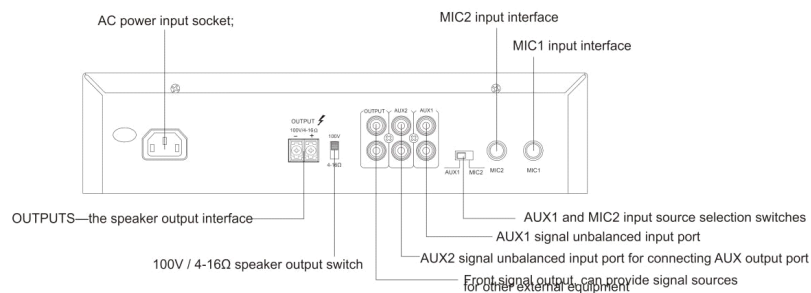 AC power input socket;
MIC2 input interface
MIC1 input interface
OUTPUT
100V/4-16Ω
- +
100V
4-16Ω
OUTPUT AUX2 AUX1
AUX1 MIC2
MIC2
MIC1
OUTPUTS—the speaker output interface
100V / 4-16Ω speaker output switch
AUX1 and MIC2 input source selection switches
AUX1 signal unbalanced input port
AUX2 signal unbalanced input port for connecting AUX output port
Front signal output, can provide signal sources
for other external equipment